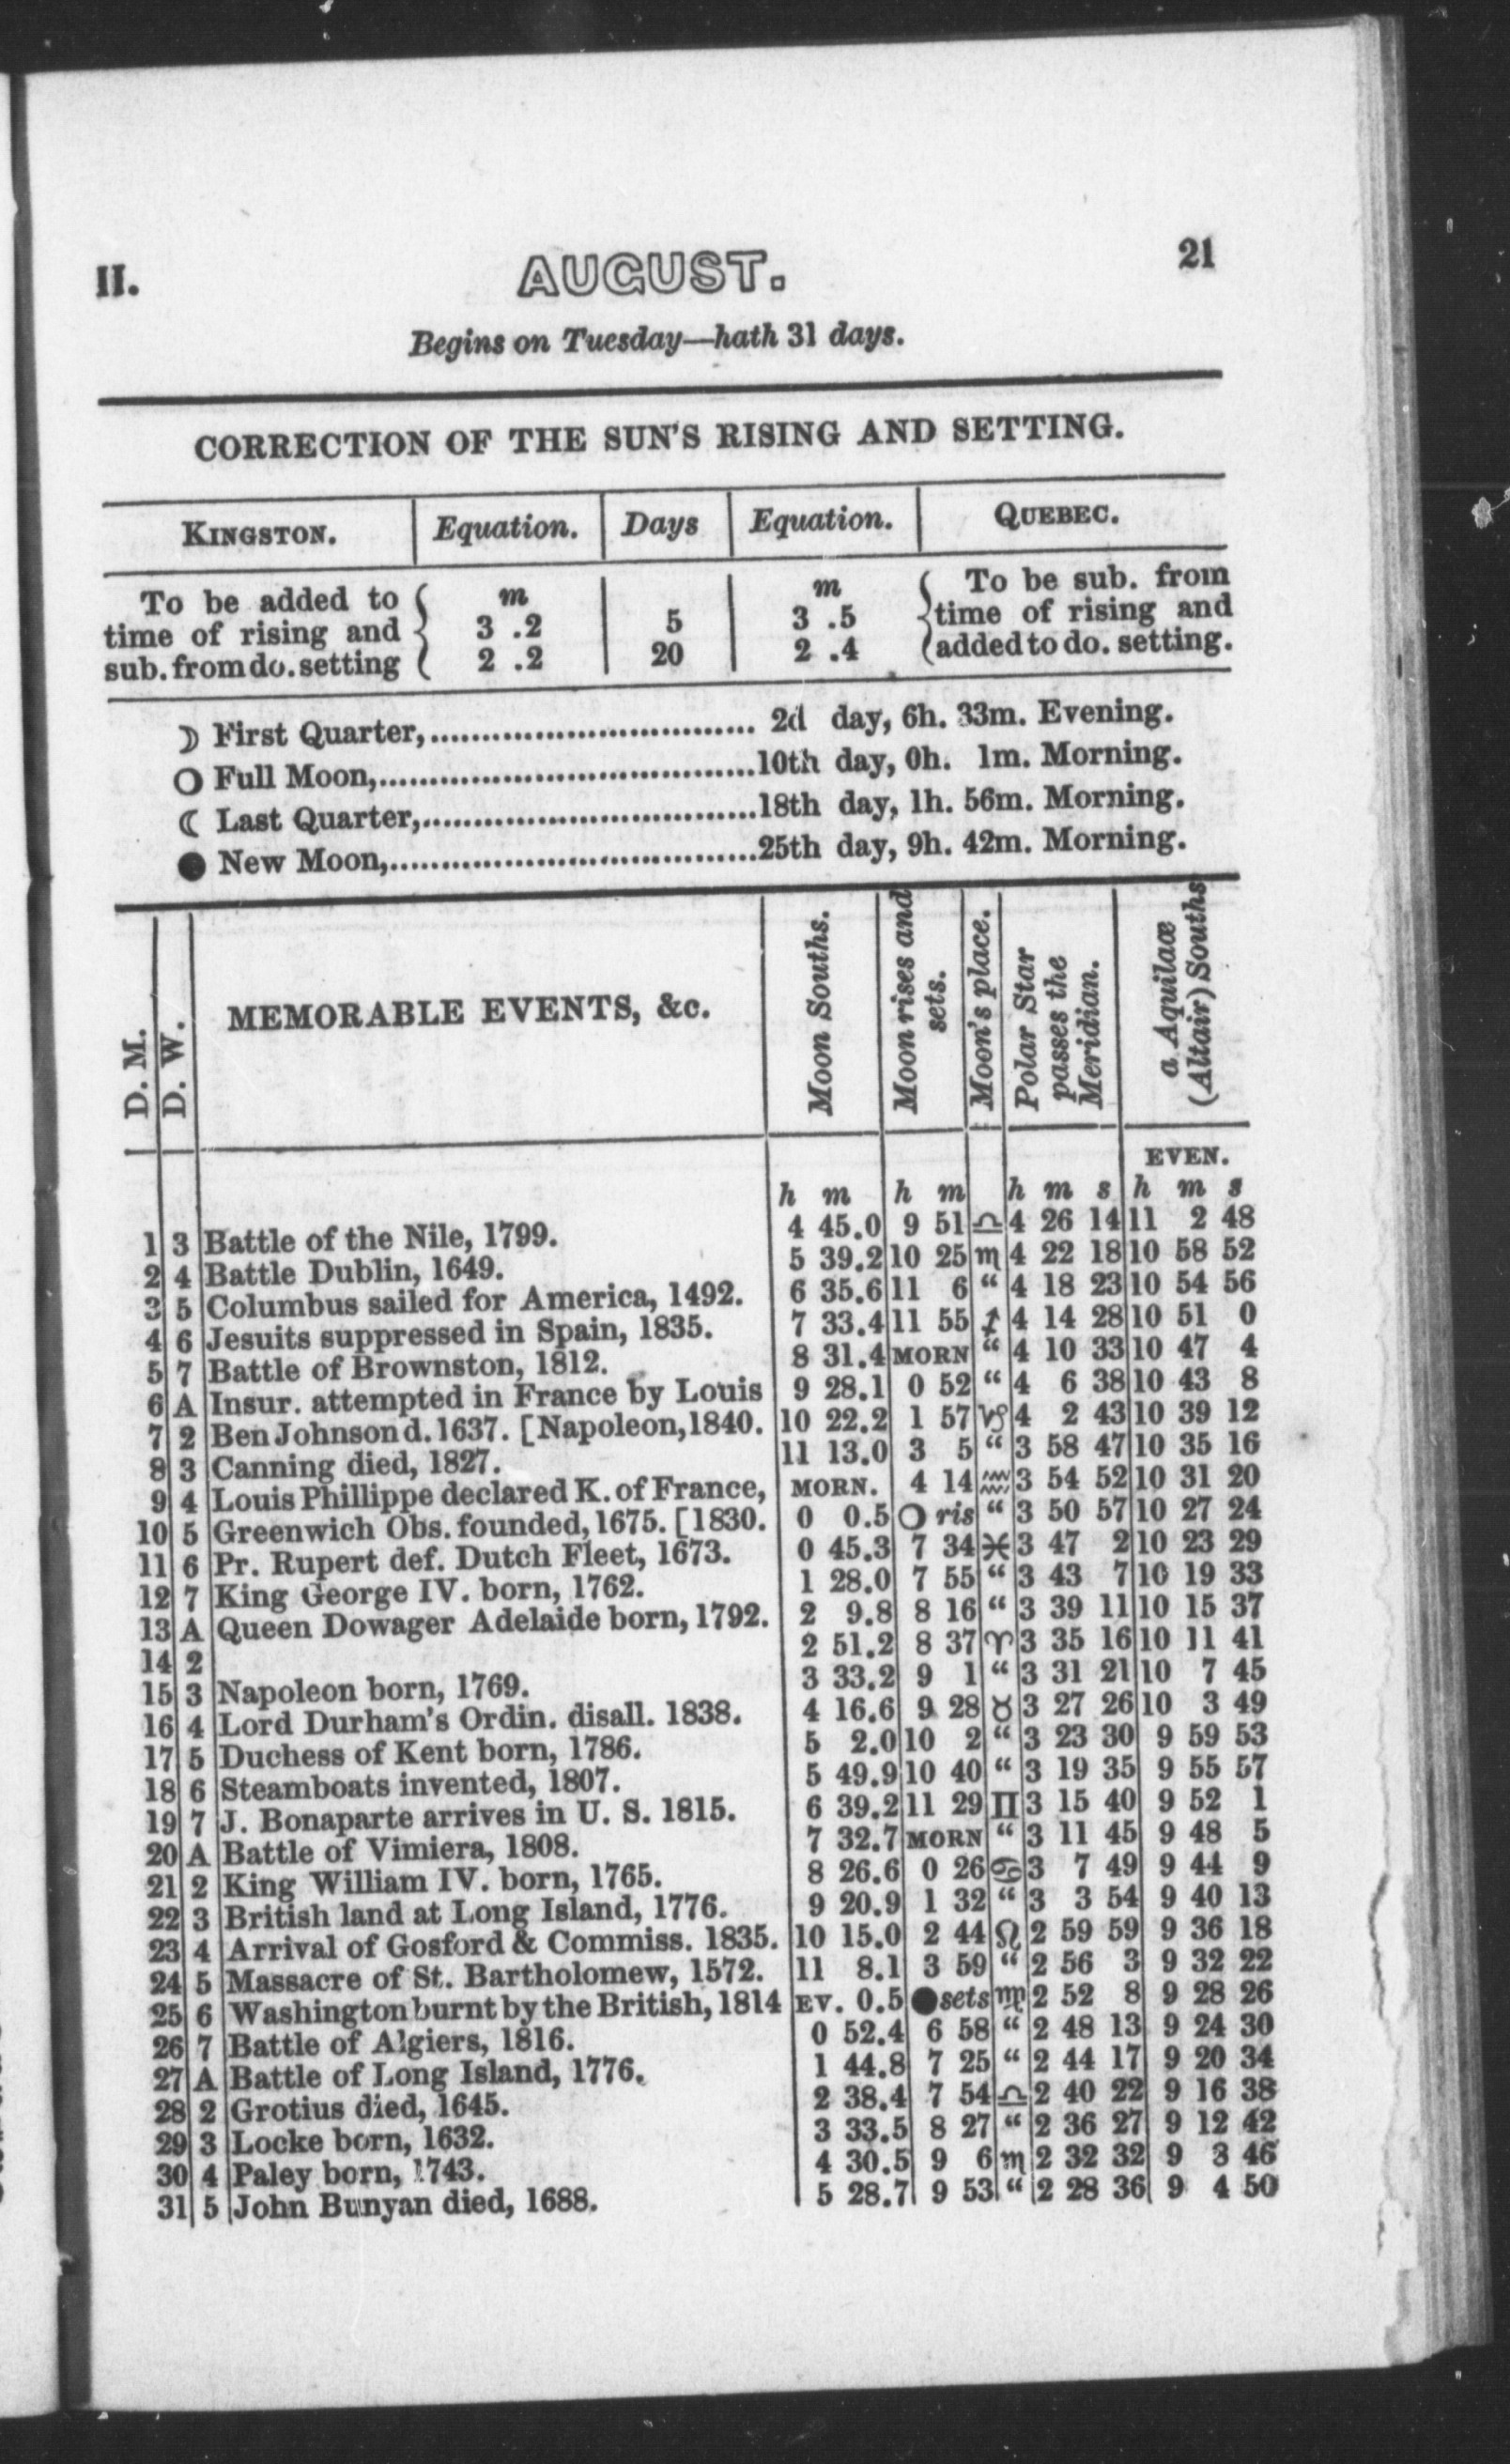 II. AUGUST. 21
Begins on Tuesday—hath 31 days.
CORRECTION OF THE SUN'S RISING AND SETTING.
KINGSTON. Equation. Days Equation. QUEBEC.
To be added to m m To be sub. from
time of rising and 3 .2 5 3 .5 time of rising and
sub. from do. setting 2 .2 20 2 .4 added to do. setting.
☽ First Quarter,............................... 2d day, 6h. 33m. Evening.
○ Full Moon,....................................10th day, 0h. 1m. Morning.
☾ Last Quarter,................................18th day, 1h. 56m. Morning.
● New Moon,...................................25th day, 9h. 42m. Morning.
D. M. D. W. MEMORABLE EVENTS, &c. Moon Souths. Moon rises and sets. Moon's place. Polar Star passes the Meridian. a Aquilæ (Altair) Souths
EVEN.
h m h m h m s h m s
1 3 Battle of the Nile, 1799. 4 45.0 9 51 ♎ 4 26 14 11 2 48
2 4 Battle Dublin, 1649. 5 39.2 10 25 ♏ 4 22 18 10 58 52
3 5 Columbus sailed for America, 1492. 6 35.6 11 6 “ 4 18 23 10 54 56
4 6 Jesuits suppressed in Spain, 1835. 7 33.4 11 55 ♐ 4 14 28 10 51 0
5 7 Battle of Brownston, 1812. 8 31.4 MORN “ 4 10 33 10 47 4
6 A Insur. attempted in France by Louis 9 28.1 0 52 “ 4 6 38 10 43 8
7 2 Ben Johnson d. 1637. [Napoleon, 1840. 10 22.2 1 57 ♑ 4 2 43 10 39 12
8 3 Canning died, 1827. 11 13.0 3 5 “ 3 58 47 10 35 16
9 4 Louis Phillippe declared K. of France, MORN. 4 14 ♒ 3 54 52 10 31 20
10 5 Greenwich Obs. founded, 1675. [1830. 0 0.5 ○ ris “ 3 50 57 10 27 24
11 6 Pr. Rupert def. Dutch Fleet, 1673. 0 45.3 7 34 ♓ 3 47 2 10 23 29
12 7 King George IV. born, 1762. 1 28.0 7 55 “ 3 43 7 10 19 33
13 A Queen Dowager Adelaide born, 1792. 2 9.8 8 16 “ 3 39 11 10 15 37
14 2 2 51.2 8 37 ♈ 3 35 16 10 11 41
15 3 Napoleon born, 1769. 3 33.2 9 1 “ 3 31 21 10 7 45
16 4 Lord Durham's Ordin. disall. 1838. 4 16.6 9 28 ♉ 3 27 26 10 3 49
17 5 Duchess of Kent born, 1786. 5 2.0 10 2 “ 3 23 30 9 59 53
18 6 Steamboats invented, 1807. 5 49.9 10 40 “ 3 19 35 9 55 57
19 7 J. Bonaparte arrives in U. S. 1815. 6 39.2 11 29 ♊ 3 15 40 9 52 1
20 A Battle of Vimiera, 1808. 7 32.7 MORN “ 3 11 45 9 48 5
21 2 King William IV. born, 1765. 8 26.6 0 26 ♋ 3 7 49 9 44 9
22 3 British land at Long Island, 1776. 9 20.9 1 32 “ 3 3 54 9 40 13
23 4 Arrival of Gosford & Commiss. 1835. 10 15.0 2 44 ♌ 2 59 59 9 36 18
24 5 Massacre of St. Bartholomew, 1572. 11 8.1 3 59 “ 2 56 3 9 32 22
25 6 Washington burnt by the British, 1814 EV. 0.5 ● sets ♍ 2 52 8 9 28 26
26 7 Battle of Algiers, 1816. 0 52.4 6 58 “ 2 48 13 9 24 30
27 A Battle of Long Island, 1776. 1 44.8 7 25 “ 2 44 17 9 20 34
28 2 Grotius died, 1645. 2 38.4 7 54 ♎ 2 40 22 9 16 38
29 3 Locke born, 1632. 3 33.5 8 27 “ 2 36 27 9 12 42
30 4 Paley born, 1743. 4 30.5 9 6 ♏ 2 32 32 9 8 46
31 5 John Bunyan died, 1688. 5 28.7 9 53 “ 2 28 36 9 4 50